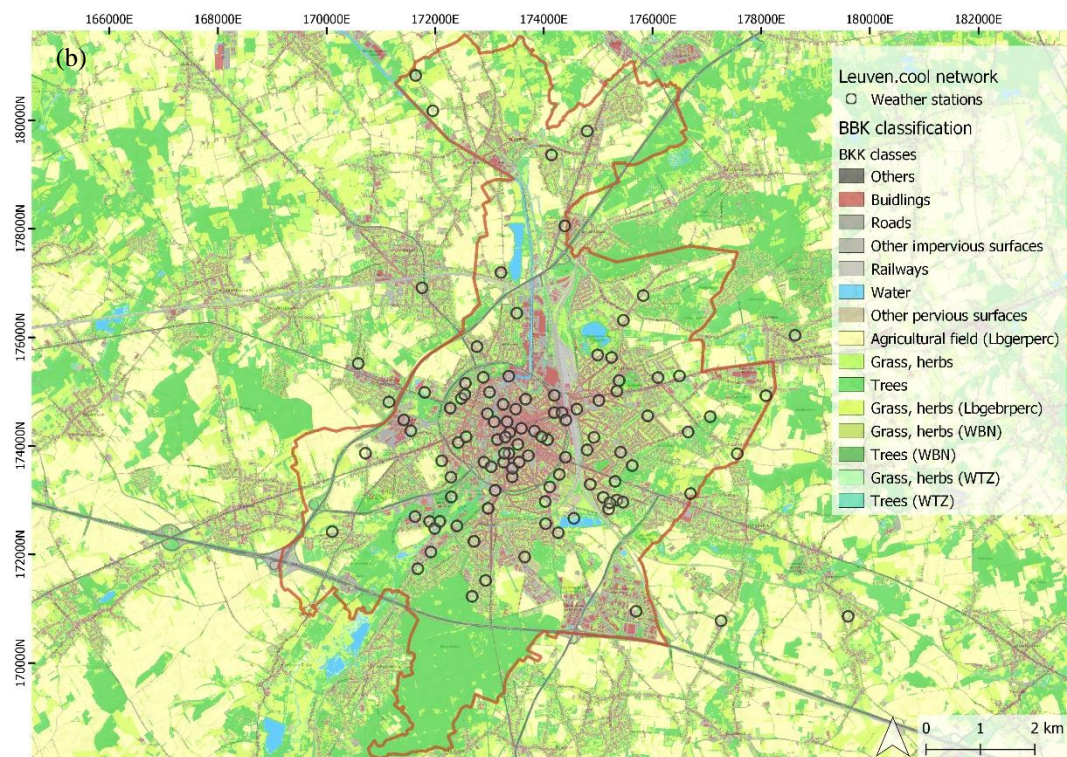 166000E 168000E 170000E 172000E 174000E 176000E 178000E 180000E 182000E
(b)
180000N
178000N
176000N
174000N
172000N
170000N
Leuven.cool network
Weather stations
BBK classification
BKK classes
Others
Buidlings
Roads
Other impervious surfaces
Railways
Water
Other pervious surfaces
Agricultural field (Lbgerperc)
Grass, herbs
Trees
Grass, herbs (Lbgebrperc)
Grass, herbs (WBN)
Trees (WBN)
Grass, herbs (WTZ)
Trees (WTZ)
0 1 2 km